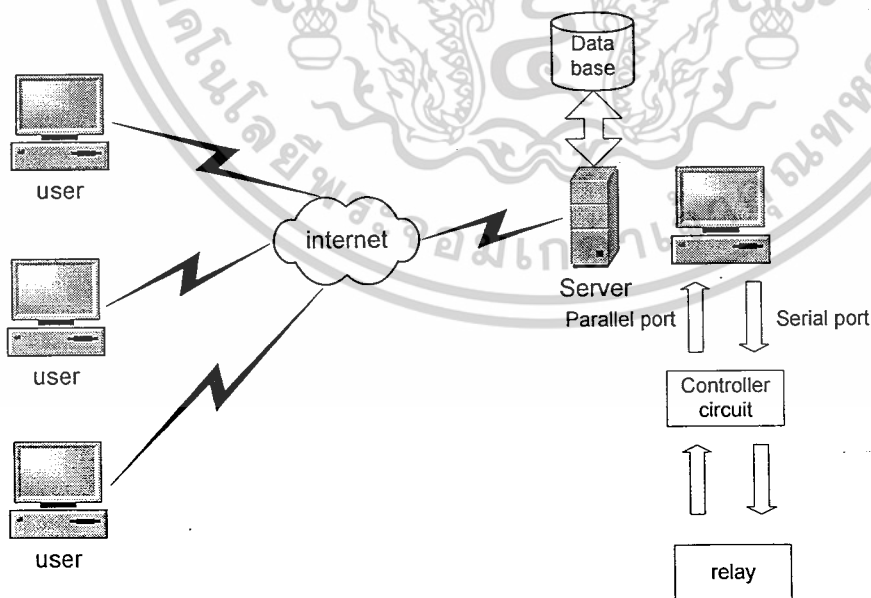 Data
base
user
internet
Server
Parallel port
Serial port
user
Controller
circuit
user
relay